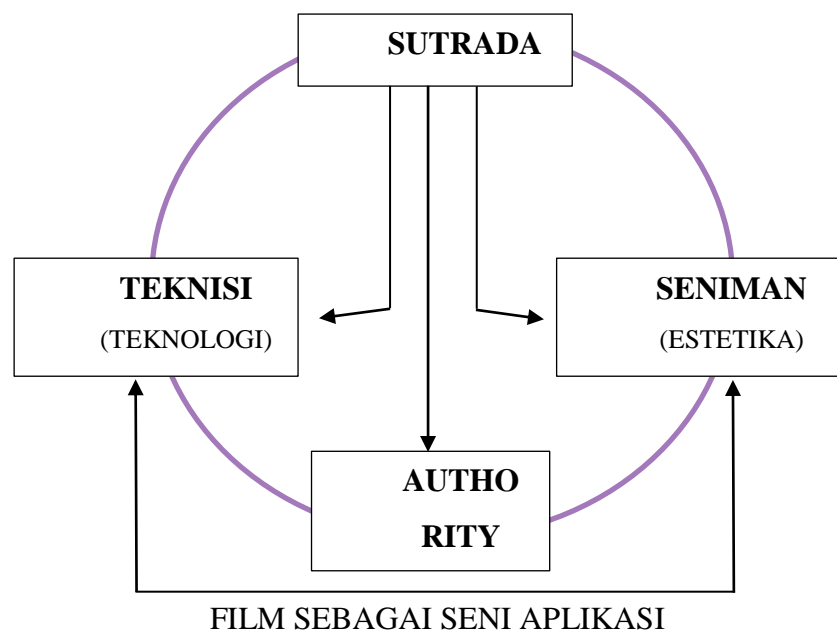 SUTRADA
TEKNISI
(TEKNOLOGI)
SENIMAN
(ESTETIKA)
AUTHO
RITY
FILM SEBAGAI SENI APLIKASI